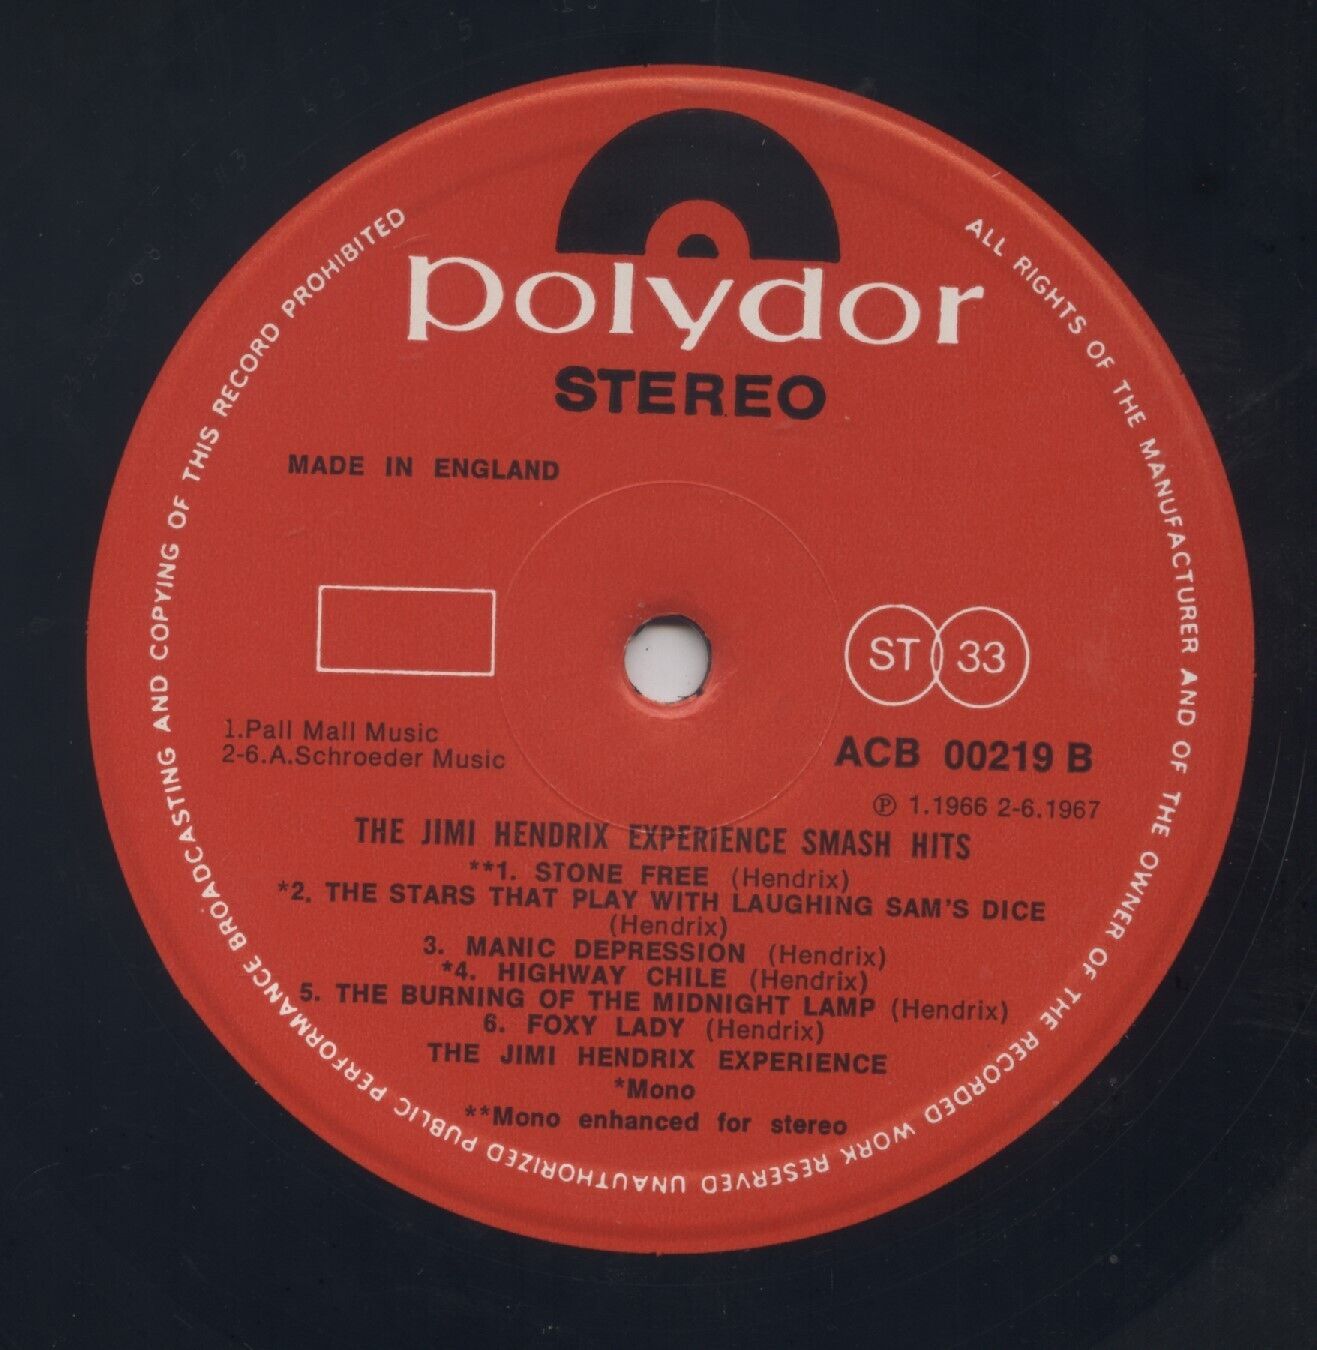 polydor
STEREO
MADE IN ENGLAND
ST 33
1.Pall Mall Music
2-6.A.Schroeder Music
ACB 00219 B
℗ 1.1966 2-6.1967
THE JIMI HENDRIX EXPERIENCE SMASH HITS
**1. STONE FREE (Hendrix)
*2. THE STARS THAT PLAY WITH LAUGHING SAM'S DICE
(Hendrix)
3. MANIC DEPRESSION (Hendrix)
*4. HIGHWAY CHILE (Hendrix)
5. THE BURNING OF THE MIDNIGHT LAMP (Hendrix)
6. FOXY LADY (Hendrix)
THE JIMI HENDRIX EXPERIENCE
*Mono
**Mono enhanced for stereo
ALL RIGHTS OF THE MANUFACTURER AND OF THE OWNER OF THE RECORDED WORK RESERVED UNAUTHORIZED PUBLIC PERFORMANCE BROADCASTING AND COPYING OF THIS RECORD PROHIBITED